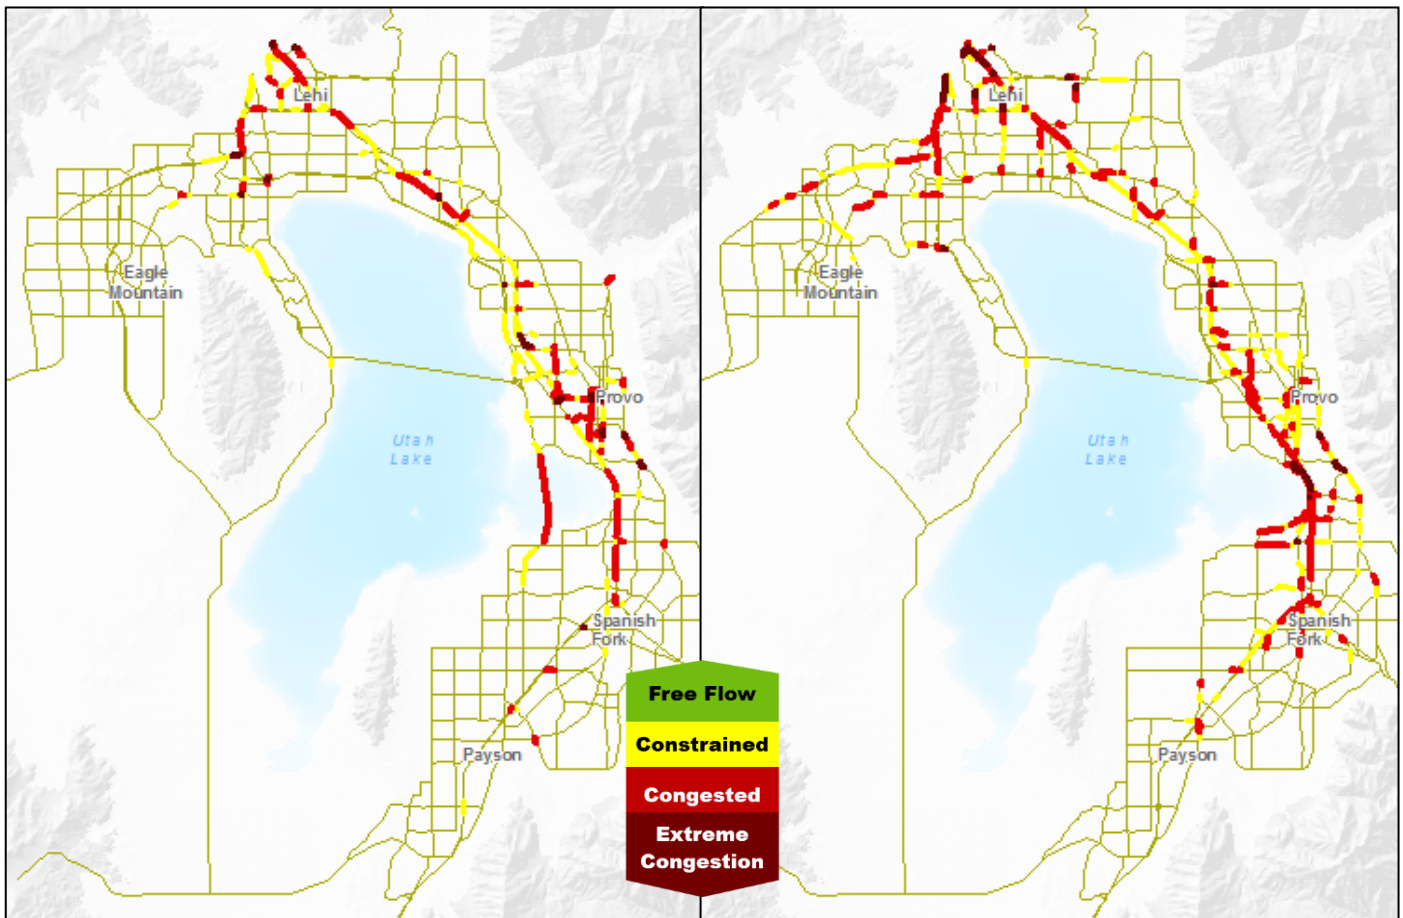 Lehi
Eagle
Mountain
Utah
Lake
Provo
Spanish
Fork
Payson
Lehi
Eagle
Mountain
Utah
Lake
Provo
Spanish
Fork
Payson
Free Flow
Constrained
Congested
Extreme
Congestion